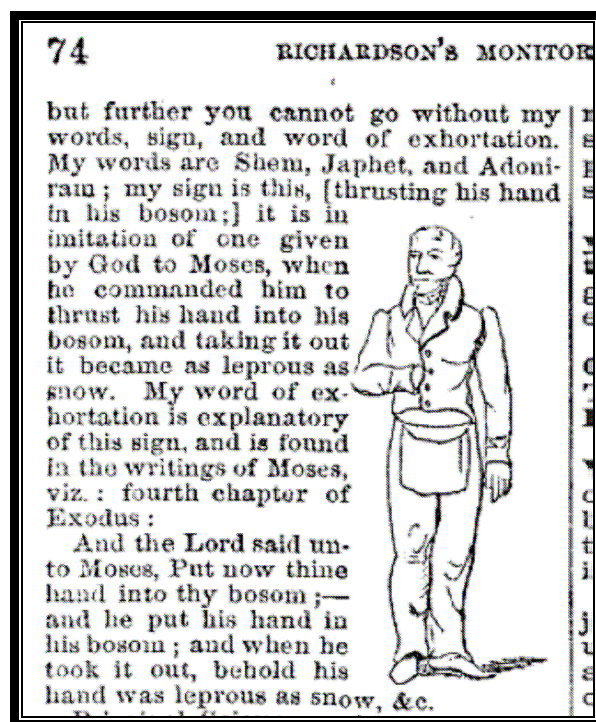 74 RICHARDSON'S MONITOR
but further you cannot go without my
words, sign, and word of exhortation.
My words are Shem, Japhet, and Adoni-
ram; my sign is this, [thrusting his hand
in his bosom;] it is in
imitation of one given
by God to Moses, when
he commanded him to
thrust his hand into his
bosom, and taking it out
it became as leprous as
snow. My word of ex-
hortation is explanatory
of this sign, and is found
in the writings of Moses,
viz.: fourth chapter of
Exodus:
And the Lord said un-
to Moses, Put now thine
hand into thy bosom;—
and he put his hand in
his bosom; and when he
took it out, behold his
hand was leprous as snow, &c.